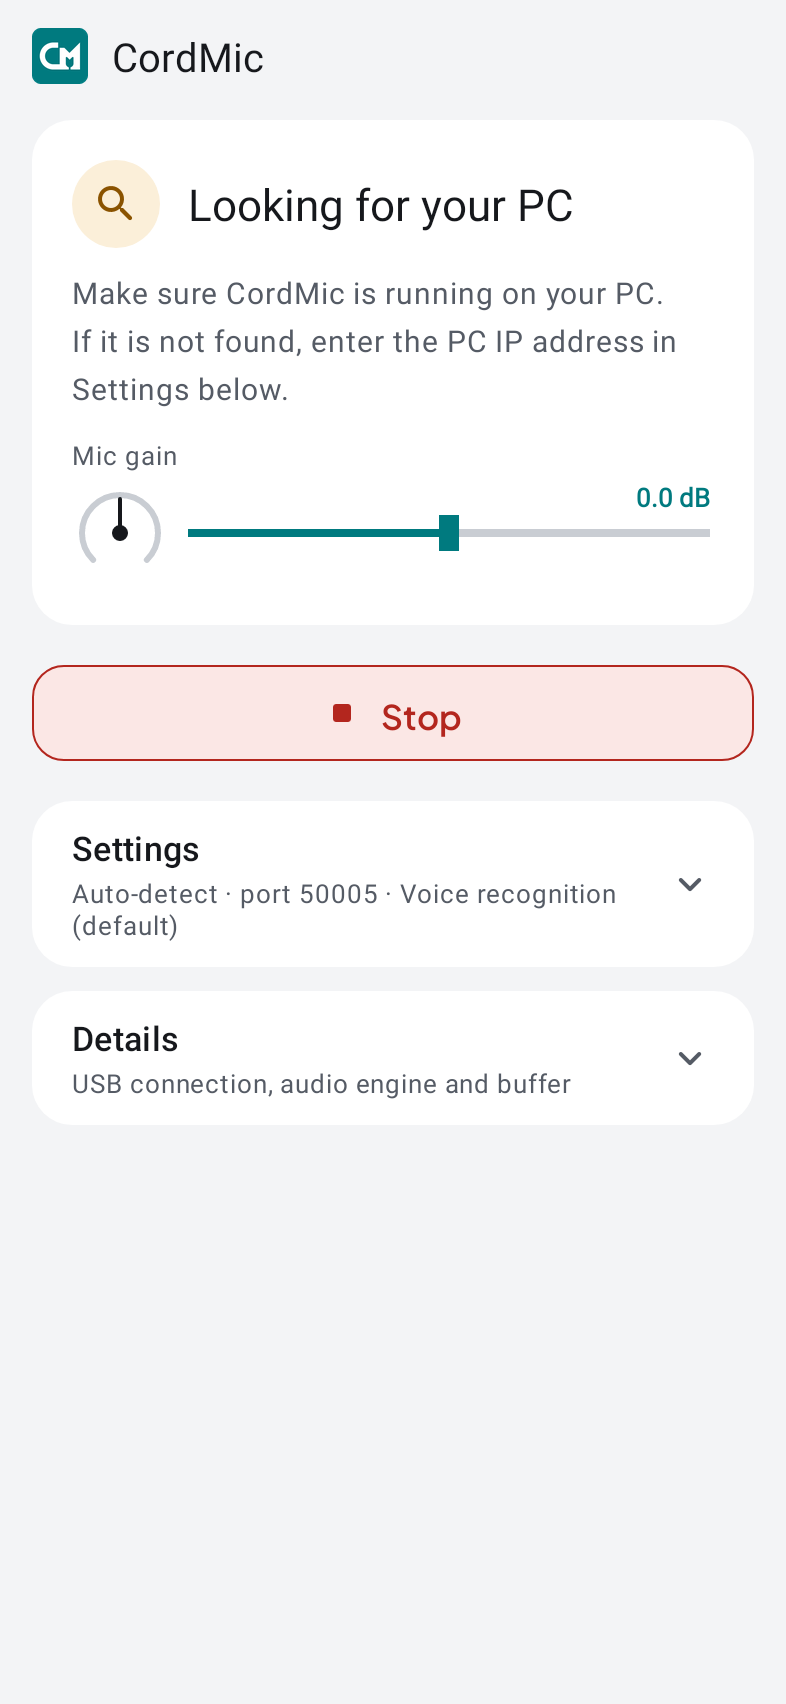 CM CordMic
Looking for your PC
Make sure CordMic is running on your PC.
If it is not found, enter the PC IP address in
Settings below.
Mic gain
0.0 dB
Stop
Settings
Auto-detect · port 50005 · Voice recognition
(default)
Details
USB connection, audio engine and buffer